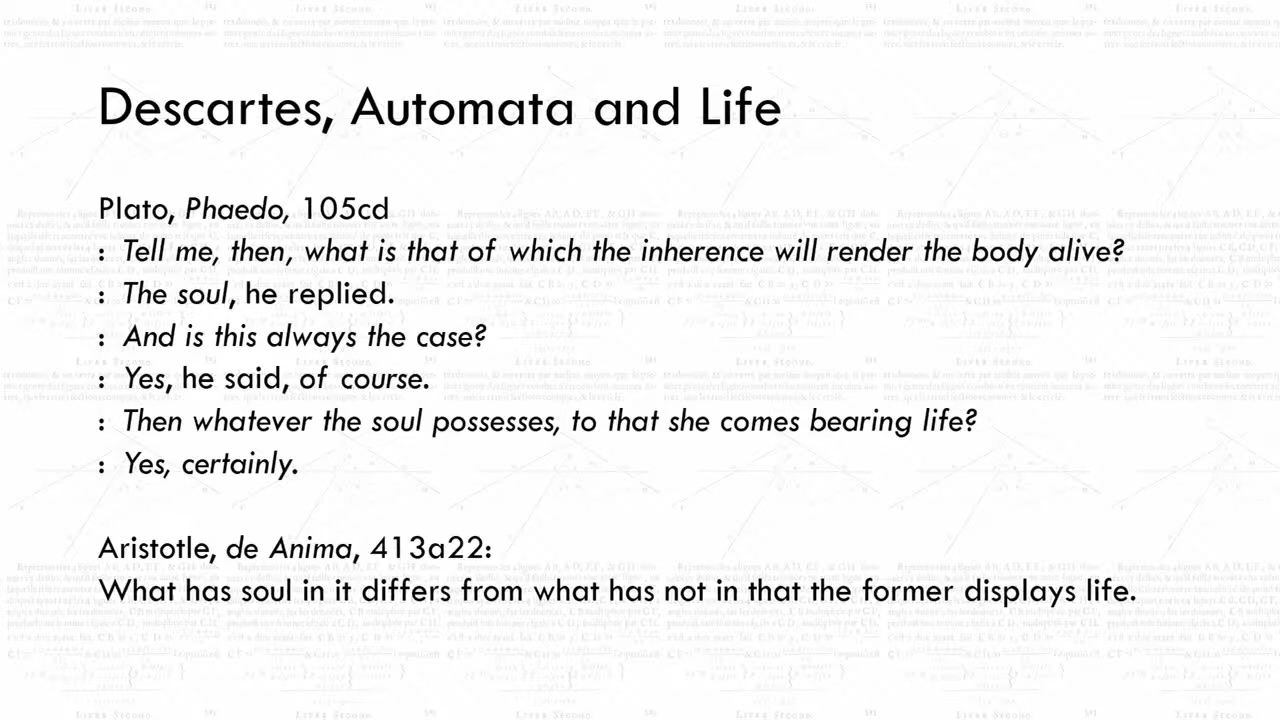 Descartes, Automata and Life
Plato, Phaedo, 105cd
: Tell me, then, what is that of which the inherence will render the body alive?
: The soul, he replied.
: And is this always the case?
: Yes, he said, of course.
: Then whatever the soul possesses, to that she comes bearing life?
: Yes, certainly.
Aristotle, de Anima, 413a22:
What has soul in it differs from what has not in that the former displays life.